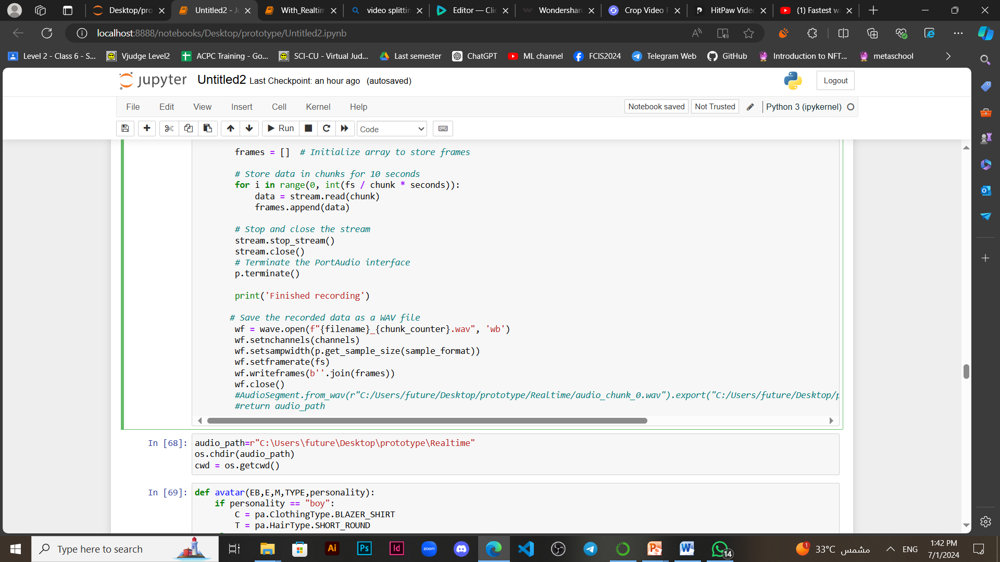 Desktop/pro
Untitled2 - J
With_Realtim
video splittin
Editor — Clic
Wondershar
Crop Video F
HitPaw Vide
(1) Fastest w
localhost:8888/notebooks/Desktop/prototype/Untitled2.ipynb
Level 2 - Class 6 - S...
Vjudge Level2
ACPC Training - Go...
SCI-CU - Virtual Jud...
Last semester
ChatGPT
ML channel
FCIS2024
Telegram Web
GitHub
Introduction to NFT...
metaschool
jupyter Untitled2 Last Checkpoint: an hour ago (autosaved)
Logout
File Edit View Insert Cell Kernel Help
Notebook saved Not Trusted Python 3 (ipykernel)
Run Code
frames = []  # Initialize array to store frames
# Store data in chunks for 10 seconds
for i in range(0, int(fs / chunk * seconds)):
data = stream.read(chunk)
frames.append(data)
# Stop and close the stream
stream.stop_stream()
stream.close()
# Terminate the PortAudio interface
p.terminate()
print('Finished recording')
# Save the recorded data as a WAV file
wf = wave.open(f"{filename}_{chunk_counter}.wav", 'wb')
wf.setnchannels(channels)
wf.setsampwidth(p.get_sample_size(sample_format))
wf.setframerate(fs)
wf.writeframes(b''.join(frames))
wf.close()
#AudioSegment.from_wav(r"C:/Users/future/Desktop/prototype/Realtime/audio_chunk_0.wav").export("C:/Users/future/Desktop/p
#return audio_path
In [68]: audio_path=r"C:\Users\future\Desktop\prototype\Realtime"
os.chdir(audio_path)
cwd = os.getcwd()
In [69]: def avatar(EB,E,M,TYPE,personality):
if personality == "boy":
C = pa.ClothingType.BLAZER_SHIRT
T = pa.HairType.SHORT_ROUND
Type here to search
Ai
Ps
Id
zoom
14
1
33°C مشمس
ENG
1:42 PM
7/1/2024